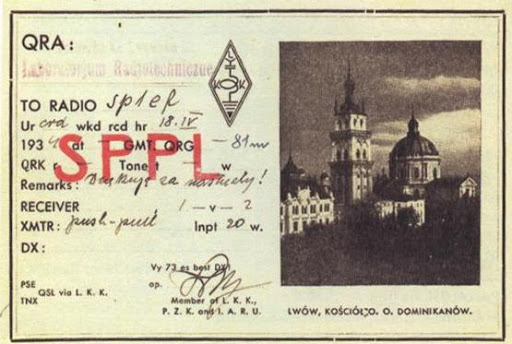 QRA:
Laboratorjum Radiotechniczne
L K K
TO RADIO sp1ef
Ur crd wkd rcd hr 18.IV
193 at - GMT QRG - 81 m
SPPL
QRK - Tone - w
Remarks: Dziękuję za !
RECEIVER 1-v-2
XMTR: push-pull Inpt 20 w.
DX:
Vy 73 es best DX!
PSE
QSL via L. K. K.
TNX
op.
Member of L. K. K.,
P. Z. K. and I. A. R. U.
LWÓW, KOŚCIÓŁ O. O. DOMINIKANÓW.